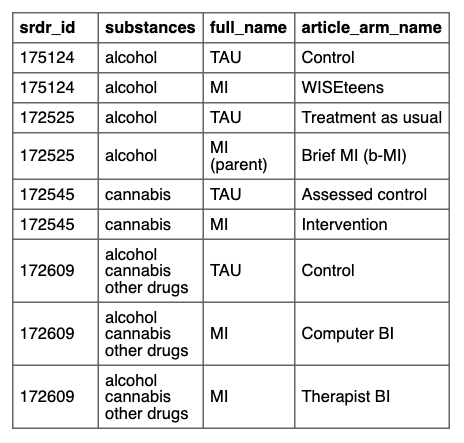 srdr_id substances full_name article_arm_name
175124 alcohol TAU Control
175124 alcohol MI WISEteens
172525 alcohol TAU Treatment as usual
172525 alcohol MI (parent) Brief MI (b-MI)
172545 cannabis TAU Assessed control
172545 cannabis MI Intervention
172609 alcohol cannabis other drugs TAU Control
172609 alcohol cannabis other drugs MI Computer BI
172609 alcohol cannabis other drugs MI Therapist BI